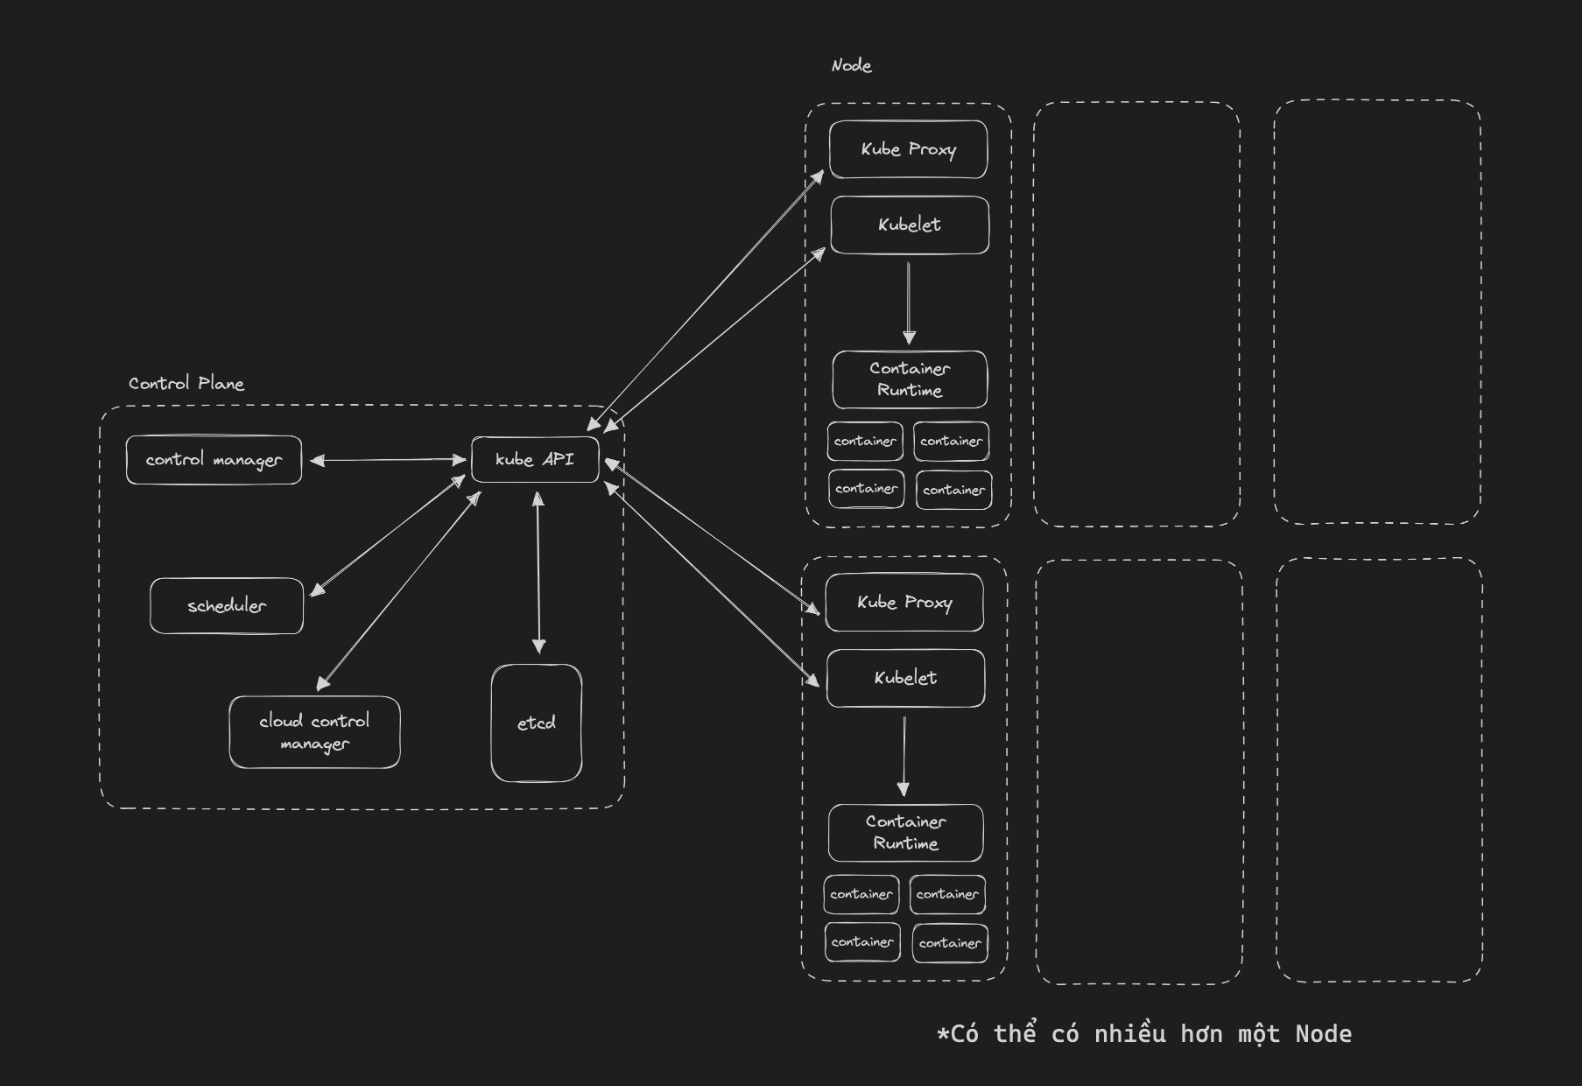 Node
Kube Proxy
Kubelet
Container
Runtime
container
container
container
container
Control Plane
control manager
kube API
scheduler
cloud control
manager
etcd
Kube Proxy
Kubelet
Container
Runtime
container
container
container
container
*Có thể có nhiều hơn một Node